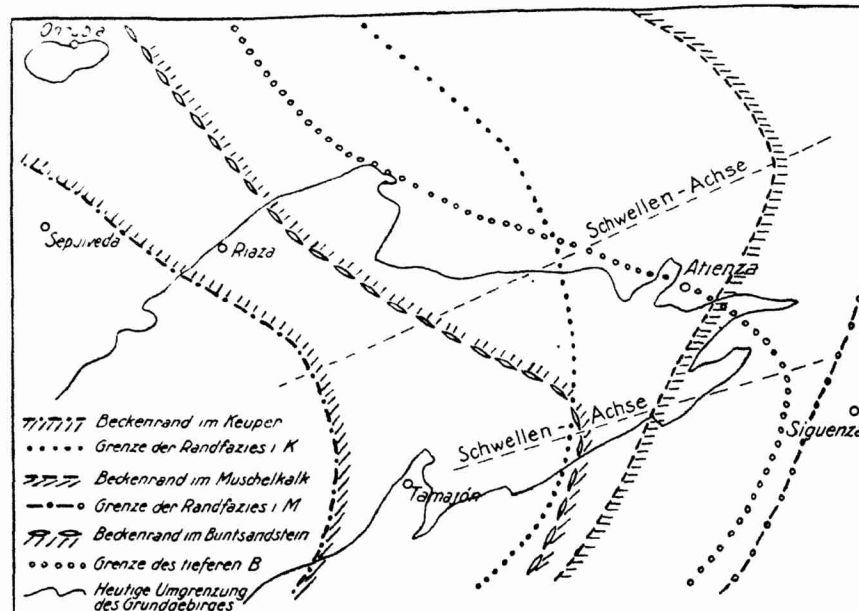 Sepúlveda
Riaza
Schwellen-Achse
Atienza
Siguenza
Schwellen - Achse
Tamajón
Beckenrand im Keuper
Grenze der Randfazies i K
Beckenrand im Muschelkalk
Grenze der Randfazies i M
Beckenrand im Buntsandstein
Grenze des tieferen B
Heutige Umgrenzung
des Grundgebirges